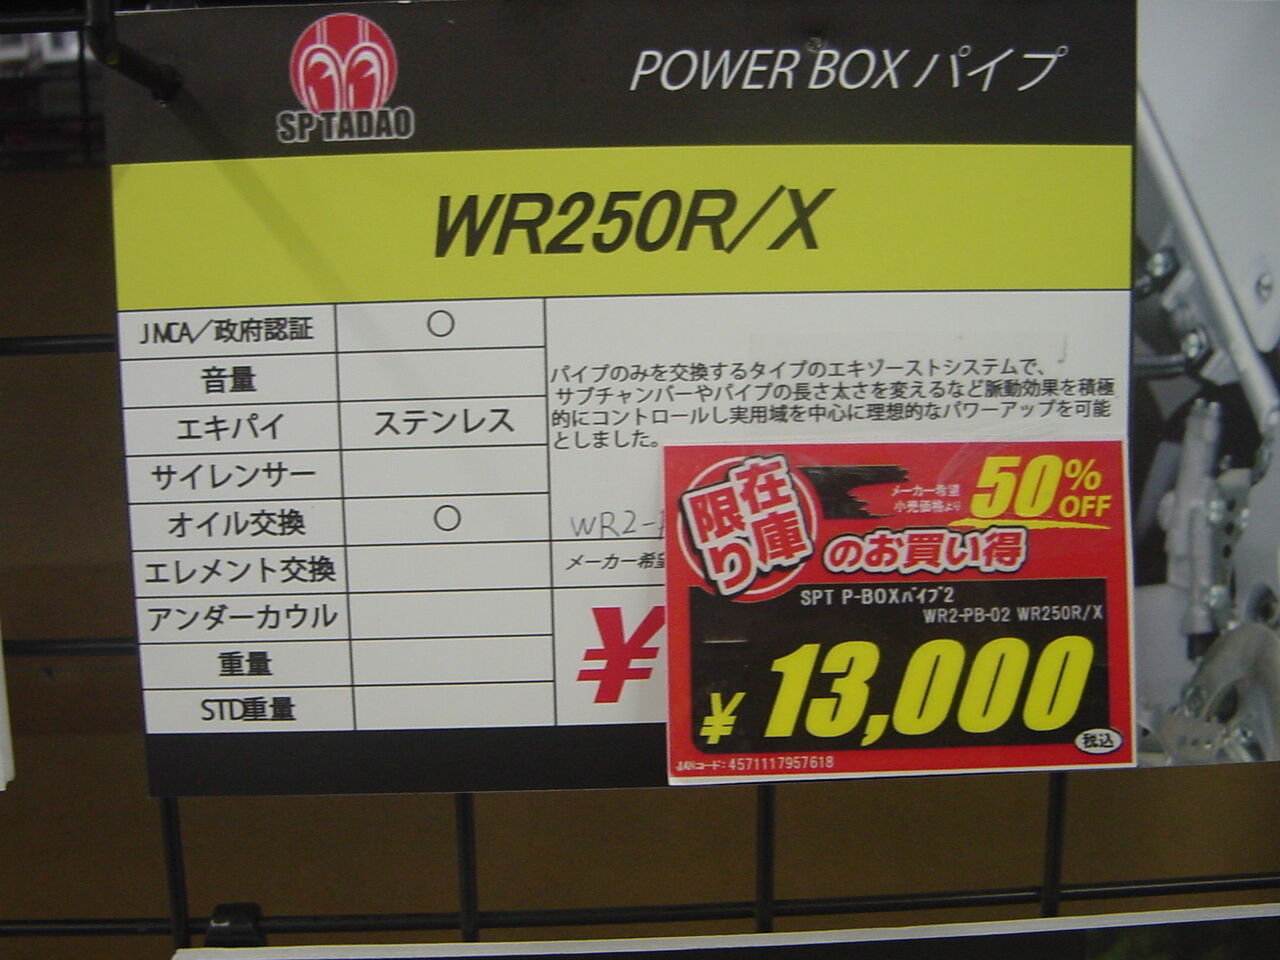 SP TADAO
POWER BOX パイプ
WR250R/X
JMCA／政府認証 ○
音量
エキパイ ステンレス
サイレンサー
オイル交換 ○
エレメント交換
アンダーカウル
重量
STD重量
パイプのみを交換するタイプのエキゾーストシステムで、
サブチャンバーやパイプの長さ太さを変えるなど脈動効果を積極
的にコントロールし実用域を中心に理想的なパワーアップを可能
としました。
WR2-
メーカー希望
¥
在庫
限り
メーカー希望
小売価格より
50% OFF
のお買い得
SPT P-BOXパイプ2
WR2-PB-02 WR250R/X
¥13,000
税込
JANコード: 4571117957618